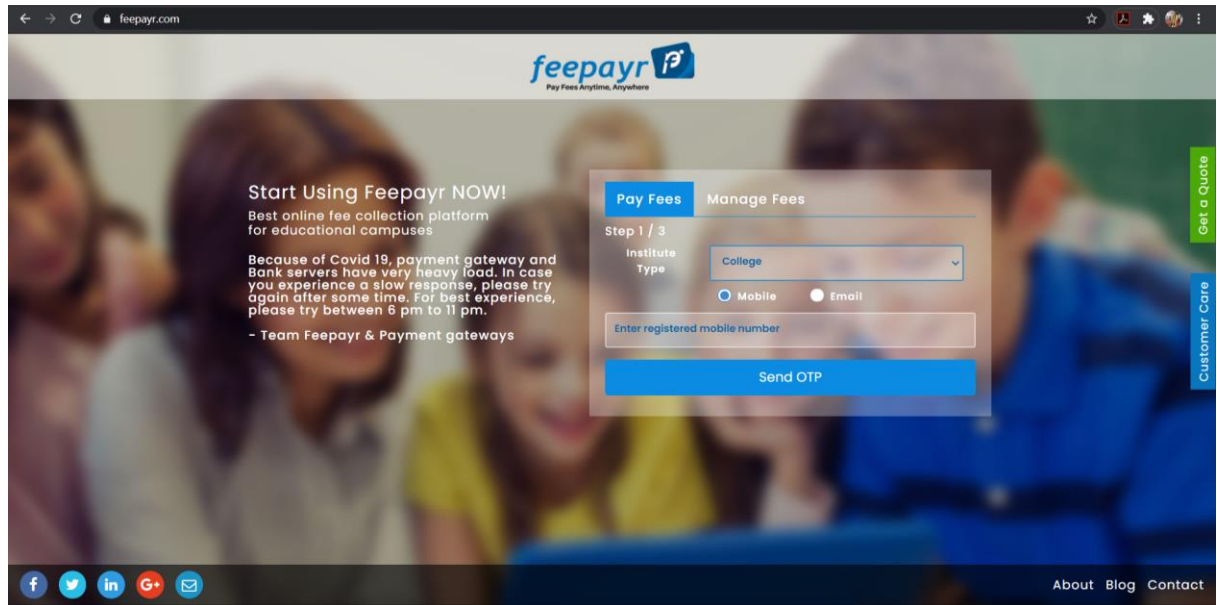 feepayr.com
feepayr
Pay Fees Anytime, Anywhere
Start Using Feepayr NOW!
Best online fee collection platform
for educational campuses
Because of Covid 19, payment gateway and
Bank servers have very heavy load. In case
you experience a slow response, please try
again after some time. For best experience,
please try between 6 pm to 11 pm.
- Team Feepayr & Payment gateways
Pay Fees Manage Fees
Step 1 / 3
Institute
Type
College
Mobile Email
Enter registered mobile number
Send OTP
Get a Quote
Customer Care
f in G+
About Blog Contact